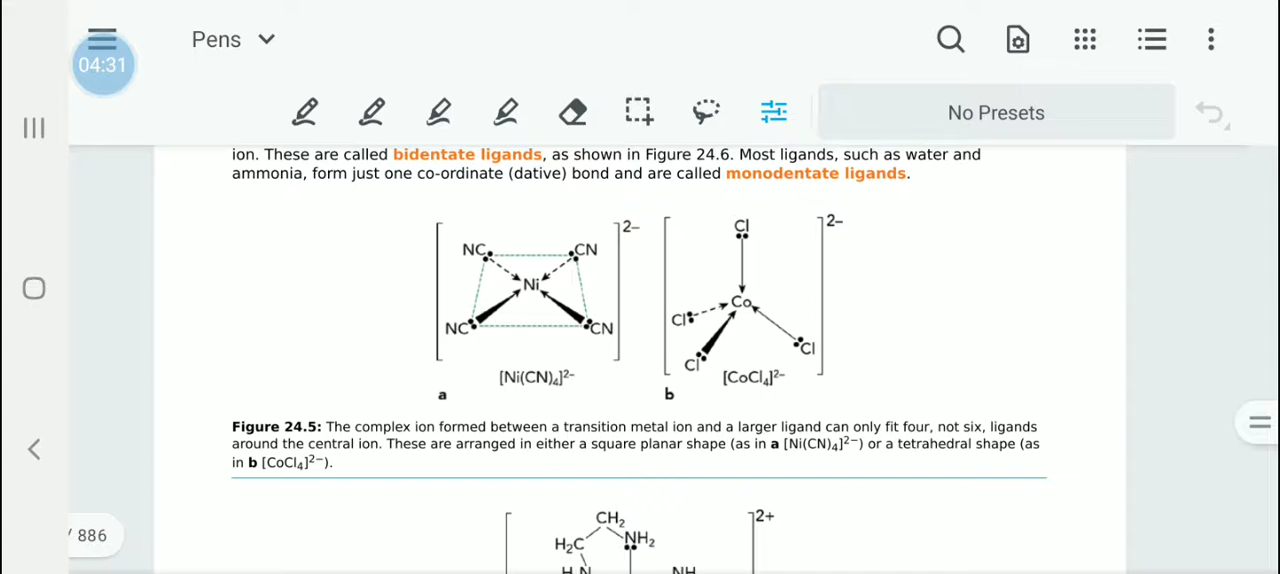 Pens
04:31
No Presets
ion. These are called bidentate ligands, as shown in Figure 24.6. Most ligands, such as water and
ammonia, form just one co-ordinate (dative) bond and are called monodentate ligands.
2–
NC
CN
Ni
NC
CN
[Ni(CN)₄]²⁻
a
2–
Cl
Cl
Co
Cl
Cl
[CoCl₄]²⁻
b
Figure 24.5: The complex ion formed between a transition metal ion and a larger ligand can only fit four, not six, ligands
around the central ion. These are arranged in either a square planar shape (as in a [Ni(CN)₄]²⁻) or a tetrahedral shape (as
in b [CoCl₄]²⁻).
/ 886
2+
CH₂
H₂C
NH₂